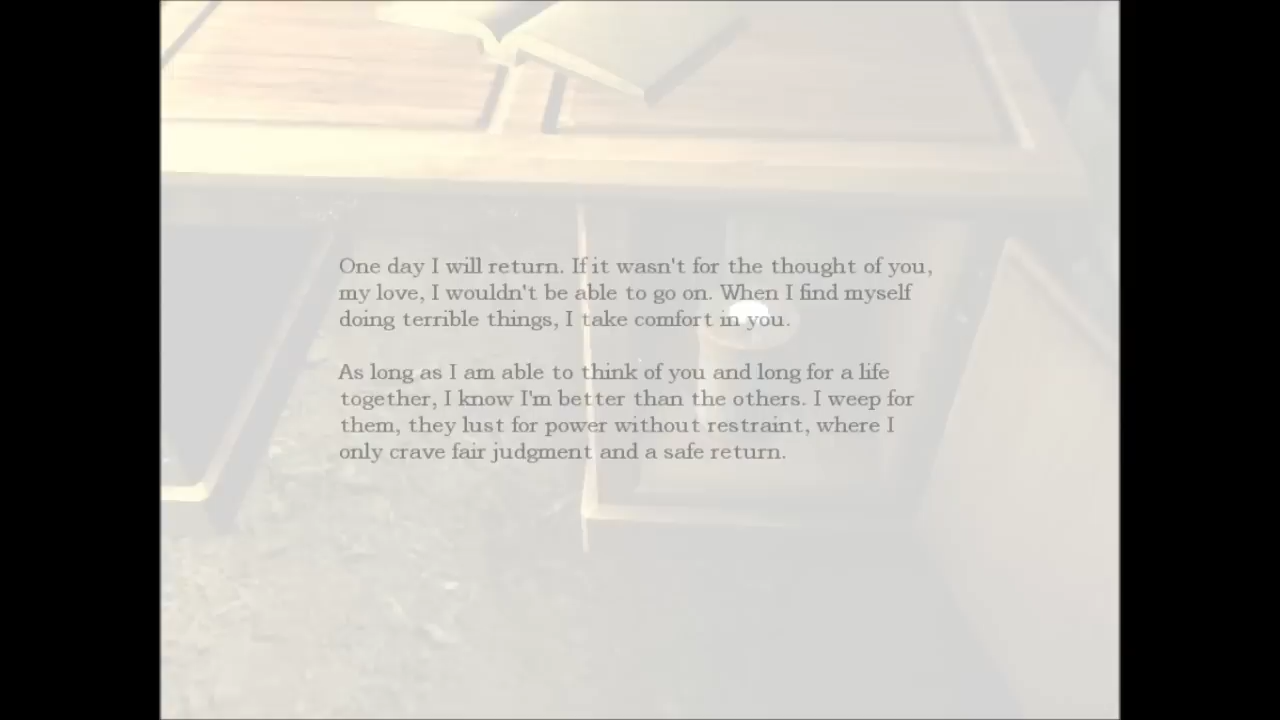 One day I will return. If it wasn't for the thought of you,
my love, I wouldn't be able to go on. When I find myself
doing terrible things, I take comfort in you.
As long as I am able to think of you and long for a life
together, I know I'm better than the others. I weep for
them, they lust for power without restraint, where I
only crave fair judgment and a safe return.